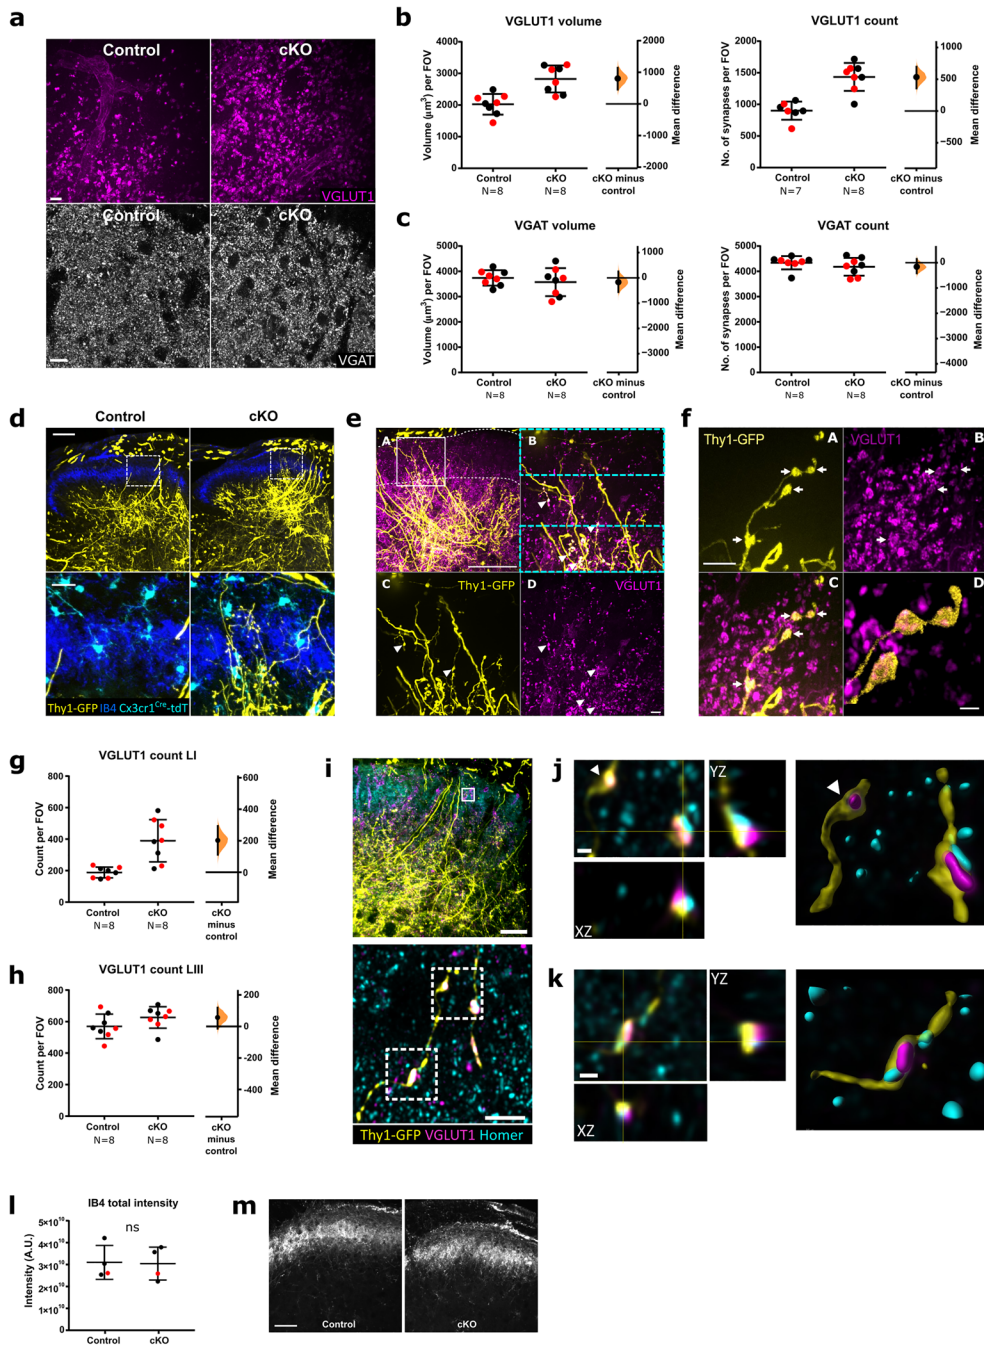 a
Control
cKO
VGLUT1
Control
cKO
VGAT
b
VGLUT1 volume
Volume (μm³) per FOV
4000
3000
2000
1000
0
Control
N=8
cKO
N=8
cKO minus
control
2000
1000
0
−1000
−2000
Mean difference
VGLUT1 count
No. of synapses per FOV
2000
1500
1000
500
0
Control
N=7
cKO
N=8
cKO minus
control
1000
500
0
−500
Mean difference
c
VGAT volume
Volume (μm³) per FOV
5000
4000
3000
2000
1000
0
Control
N=8
cKO
N=8
cKO minus
control
1000
0
−1000
−2000
−3000
Mean difference
VGAT count
No. of synapses per FOV
5000
4000
3000
2000
1000
0
Control
N=8
cKO
N=8
cKO minus
control
0
−1000
−2000
−3000
−4000
Mean difference
d
Control
cKO
Thy1-GFP IB4 Cx3cr1Cre-tdT
e
A
B
C
Thy1-GFP
D
VGLUT1
f
Thy1-GFP
A
VGLUT1
B
C
D
g
VGLUT1 count LI
Count per FOV
800
600
400
200
0
Control
N=8
cKO
N=8
cKO
minus
control
600
400
200
0
Mean difference
h
VGLUT1 count LIII
Count per FOV
800
600
400
200
0
Control
N=8
cKO
N=8
cKO
minus
control
200
0
−200
−400
Mean difference
i
Thy1-GFP VGLUT1 Homer
j
YZ
XZ
k
YZ
XZ
l
IB4 total intensity
Intensity (A.U.)
5×10¹⁰
4×10¹⁰
3×10¹⁰
2×10¹⁰
1×10¹⁰
0
ns
Control
cKO
m
Control
cKO